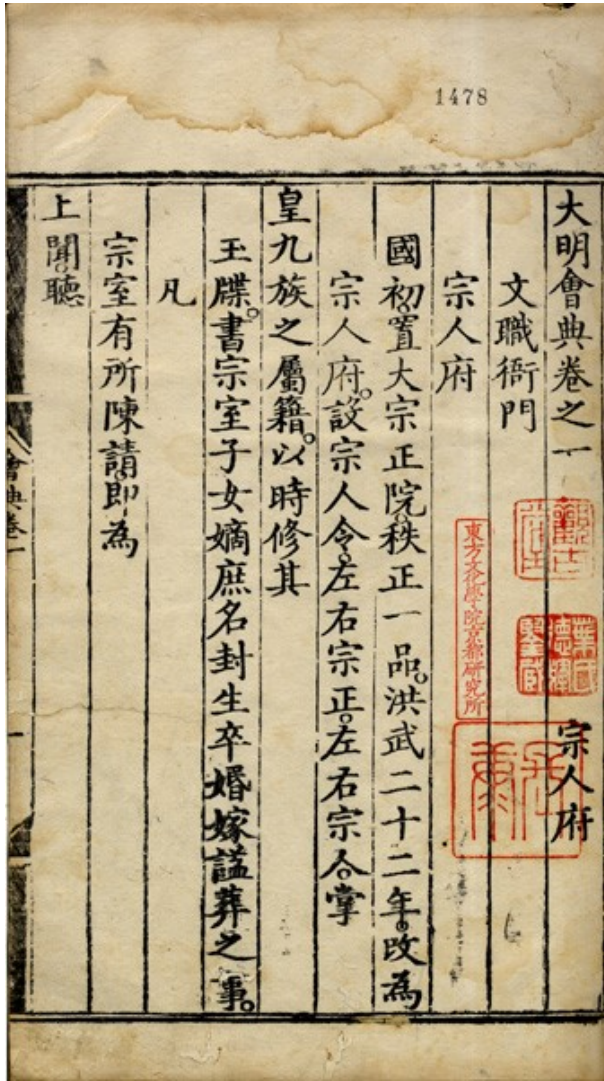 1478
大明會典卷之一 宗人府
文職衙門
宗人府
國初。置大宗正院。秩正一品。洪武二十二年。改為
宗人府。設宗人令。左右宗正。左右宗人。掌
皇九族之屬籍。以時修其
玉牒。書宗室子女嫡庶名封生卒婚嫁謚葬之事。
凡
宗室有所陳請。即為
上聞。聽
會典卷一
一
東方文化學院京都研究所